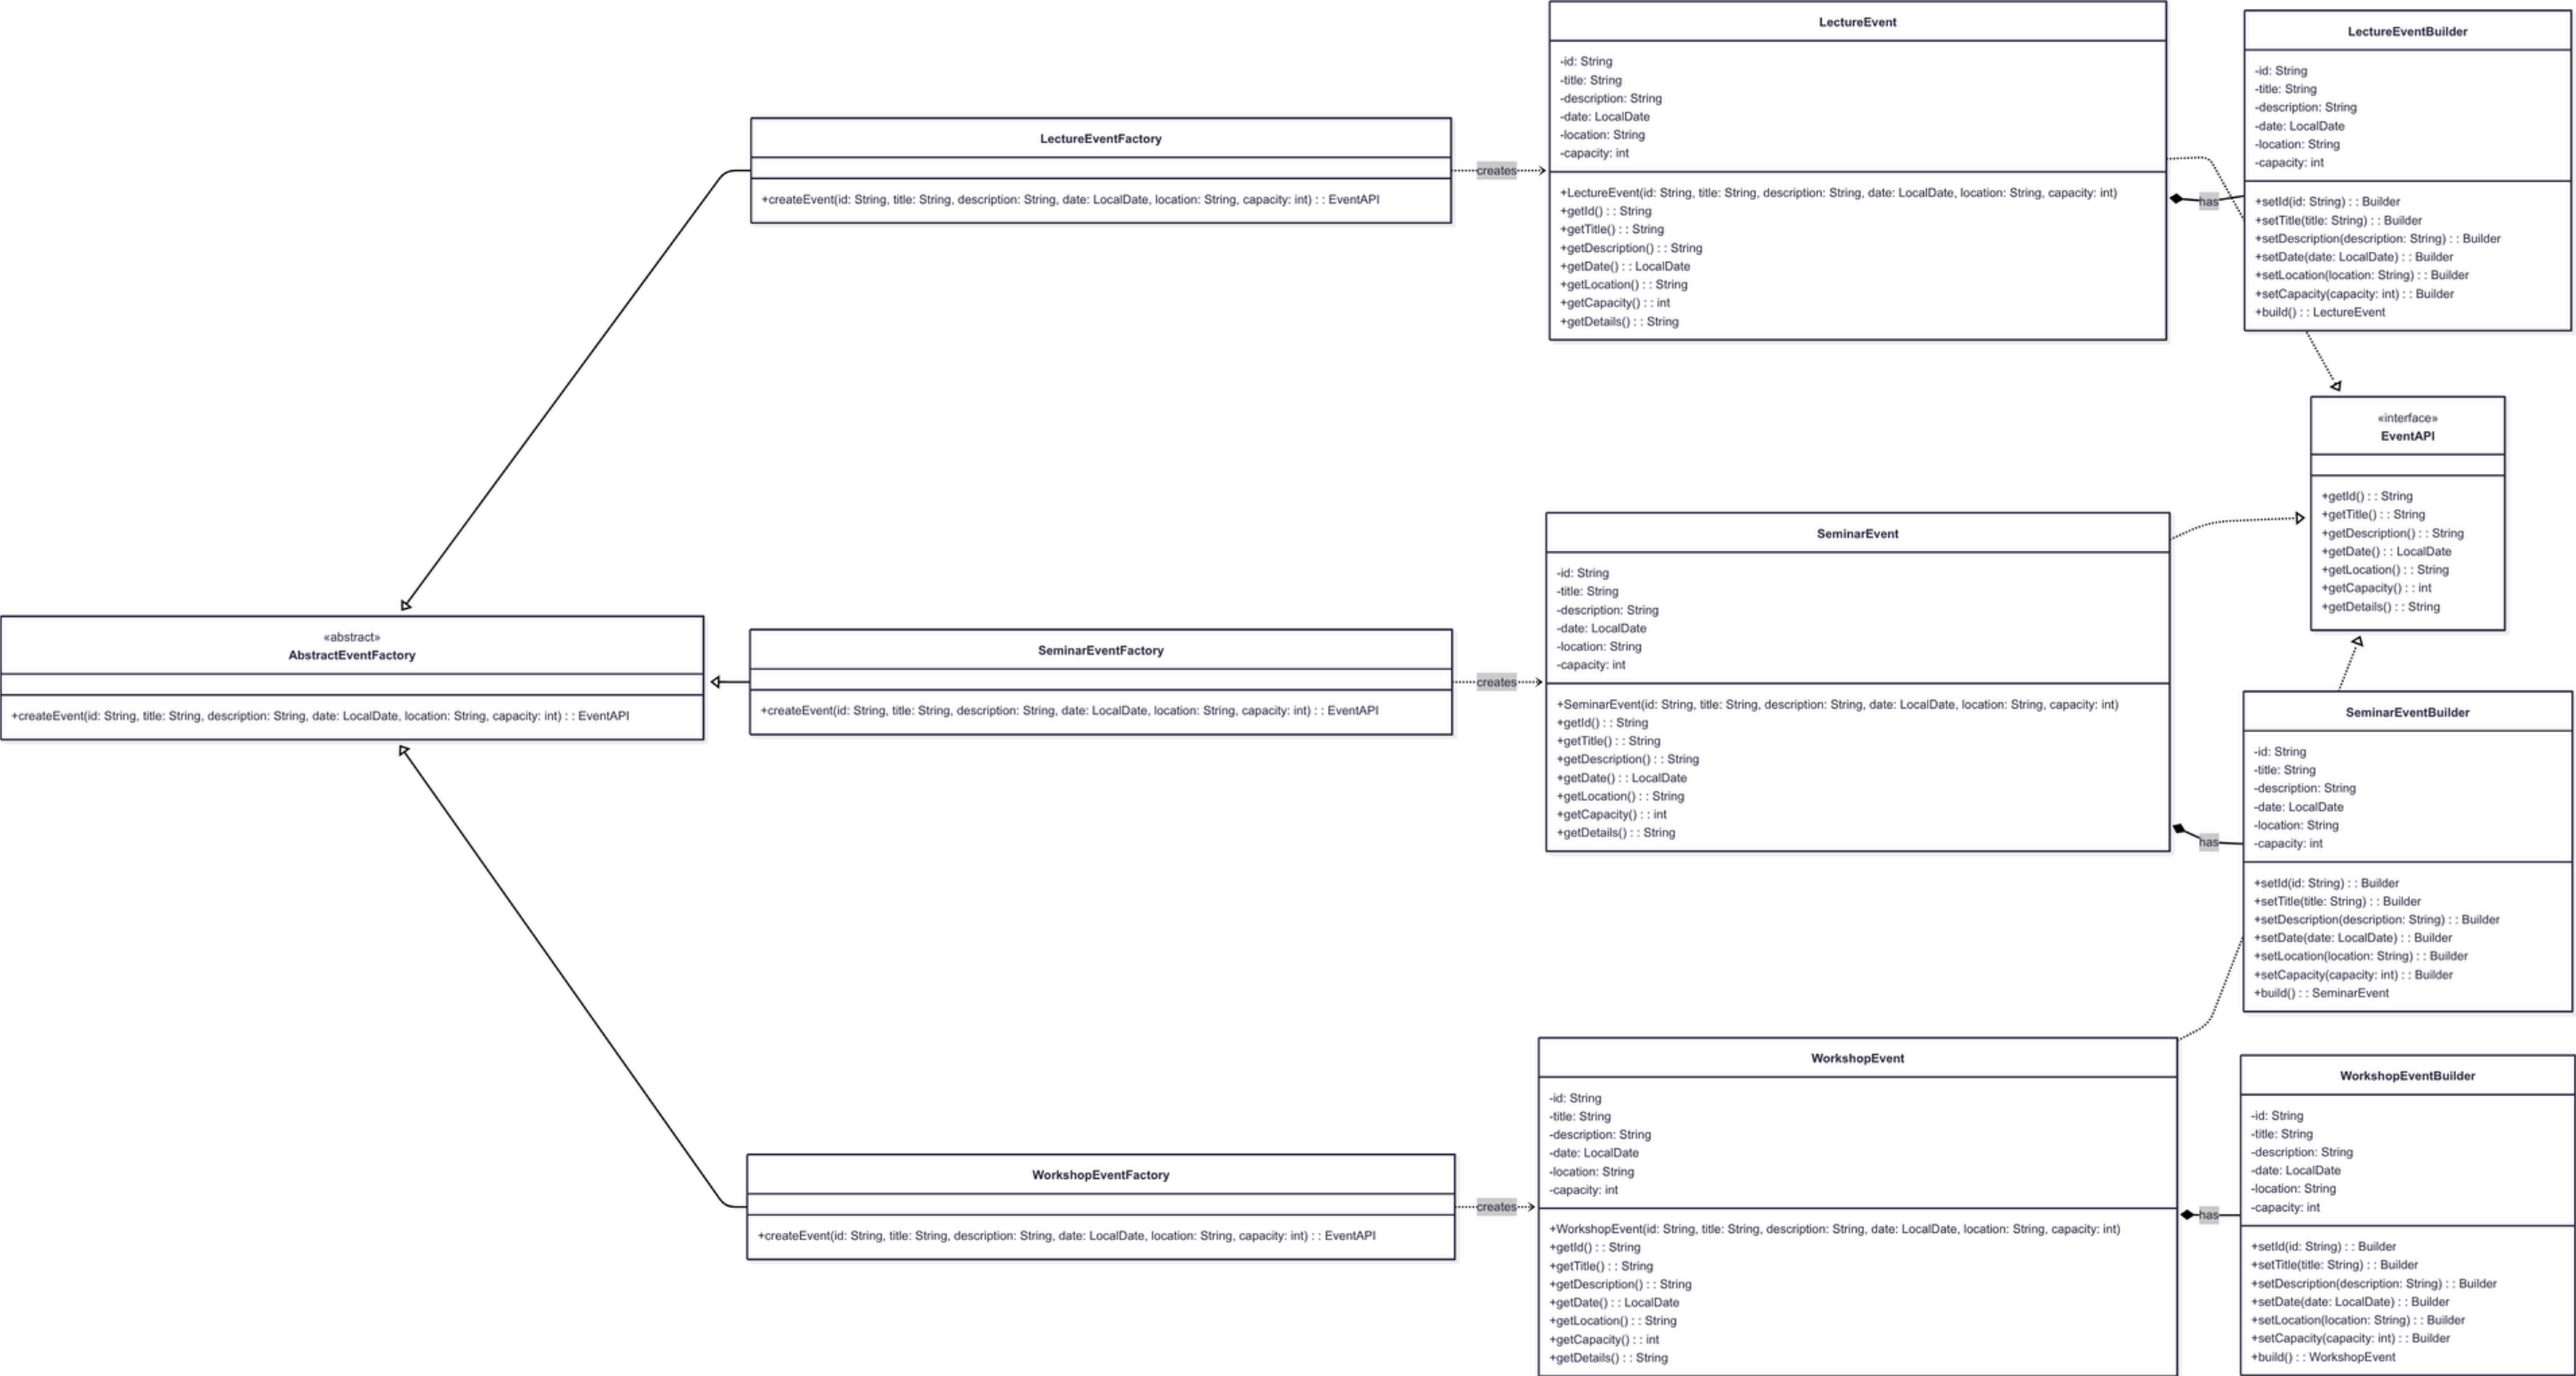 LectureEvent
-id: String
-title: String
-description: String
-date: LocalDate
-location: String
-capacity: int
+LectureEvent(id: String, title: String, description: String, date: LocalDate, location: String, capacity: int)
+getId() : : String
+getTitle() : : String
+getDescription() : : String
+getDate() : : LocalDate
+getLocation() : : String
+getCapacity() : : int
+getDetails() : : String
LectureEventBuilder
-id: String
-title: String
-description: String
-date: LocalDate
-location: String
-capacity: int
+setId(id: String) : : Builder
+setTitle(title: String) : : Builder
+setDescription(description: String) : : Builder
+setDate(date: LocalDate) : : Builder
+setLocation(location: String) : : Builder
+setCapacity(capacity: int) : : Builder
+build() : : LectureEvent
LectureEventFactory
+createEvent(id: String, title: String, description: String, date: LocalDate, location: String, capacity: int) : : EventAPI
creates
has
«interface»
EventAPI
+getId() : : String
+getTitle() : : String
+getDescription() : : String
+getDate() : : LocalDate
+getLocation() : : String
+getCapacity() : : int
+getDetails() : : String
«abstract»
AbstractEventFactory
+createEvent(id: String, title: String, description: String, date: LocalDate, location: String, capacity: int) : : EventAPI
SeminarEventFactory
+createEvent(id: String, title: String, description: String, date: LocalDate, location: String, capacity: int) : : EventAPI
creates
SeminarEvent
-id: String
-title: String
-description: String
-date: LocalDate
-location: String
-capacity: int
+SeminarEvent(id: String, title: String, description: String, date: LocalDate, location: String, capacity: int)
+getId() : : String
+getTitle() : : String
+getDescription() : : String
+getDate() : : LocalDate
+getLocation() : : String
+getCapacity() : : int
+getDetails() : : String
has
SeminarEventBuilder
-id: String
-title: String
-description: String
-date: LocalDate
-location: String
-capacity: int
+setId(id: String) : : Builder
+setTitle(title: String) : : Builder
+setDescription(description: String) : : Builder
+setDate(date: LocalDate) : : Builder
+setLocation(location: String) : : Builder
+setCapacity(capacity: int) : : Builder
+build() : : SeminarEvent
WorkshopEventFactory
+createEvent(id: String, title: String, description: String, date: LocalDate, location: String, capacity: int) : : EventAPI
creates
WorkshopEvent
-id: String
-title: String
-description: String
-date: LocalDate
-location: String
-capacity: int
+WorkshopEvent(id: String, title: String, description: String, date: LocalDate, location: String, capacity: int)
+getId() : : String
+getTitle() : : String
+getDescription() : : String
+getDate() : : LocalDate
+getLocation() : : String
+getCapacity() : : int
+getDetails() : : String
has
WorkshopEventBuilder
-id: String
-title: String
-description: String
-date: LocalDate
-location: String
-capacity: int
+setId(id: String) : : Builder
+setTitle(title: String) : : Builder
+setDescription(description: String) : : Builder
+setDate(date: LocalDate) : : Builder
+setLocation(location: String) : : Builder
+setCapacity(capacity: int) : : Builder
+build() : : WorkshopEvent